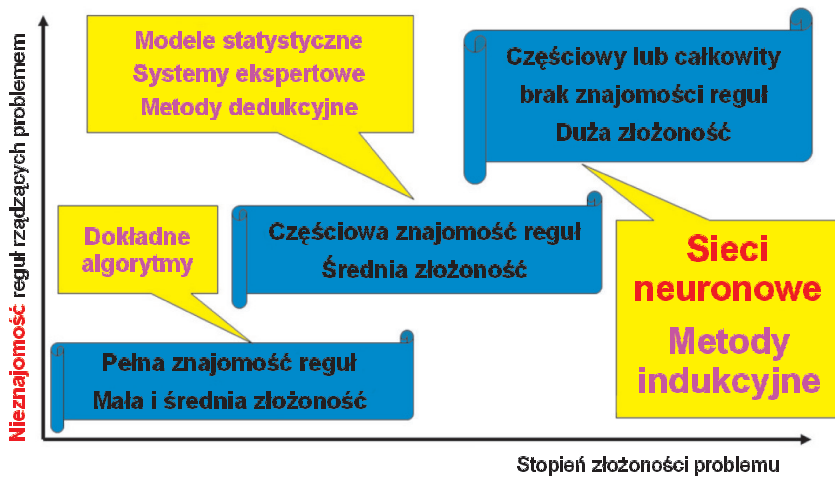 Nieznajomość reguł rządzących problemem
Modele statystyczne
Systemy ekspertowe
Metody dedukcyjne
Częściowy lub całkowity
brak znajomości reguł
Duża złożoność
Dokładne
algorytmy
Częściowa znajomość reguł
Średnia złożoność
Sieci
neuronowe
Metody
indukcyjne
Pełna znajomość reguł
Mała i średnia złożoność
Stopień złożoności problemu